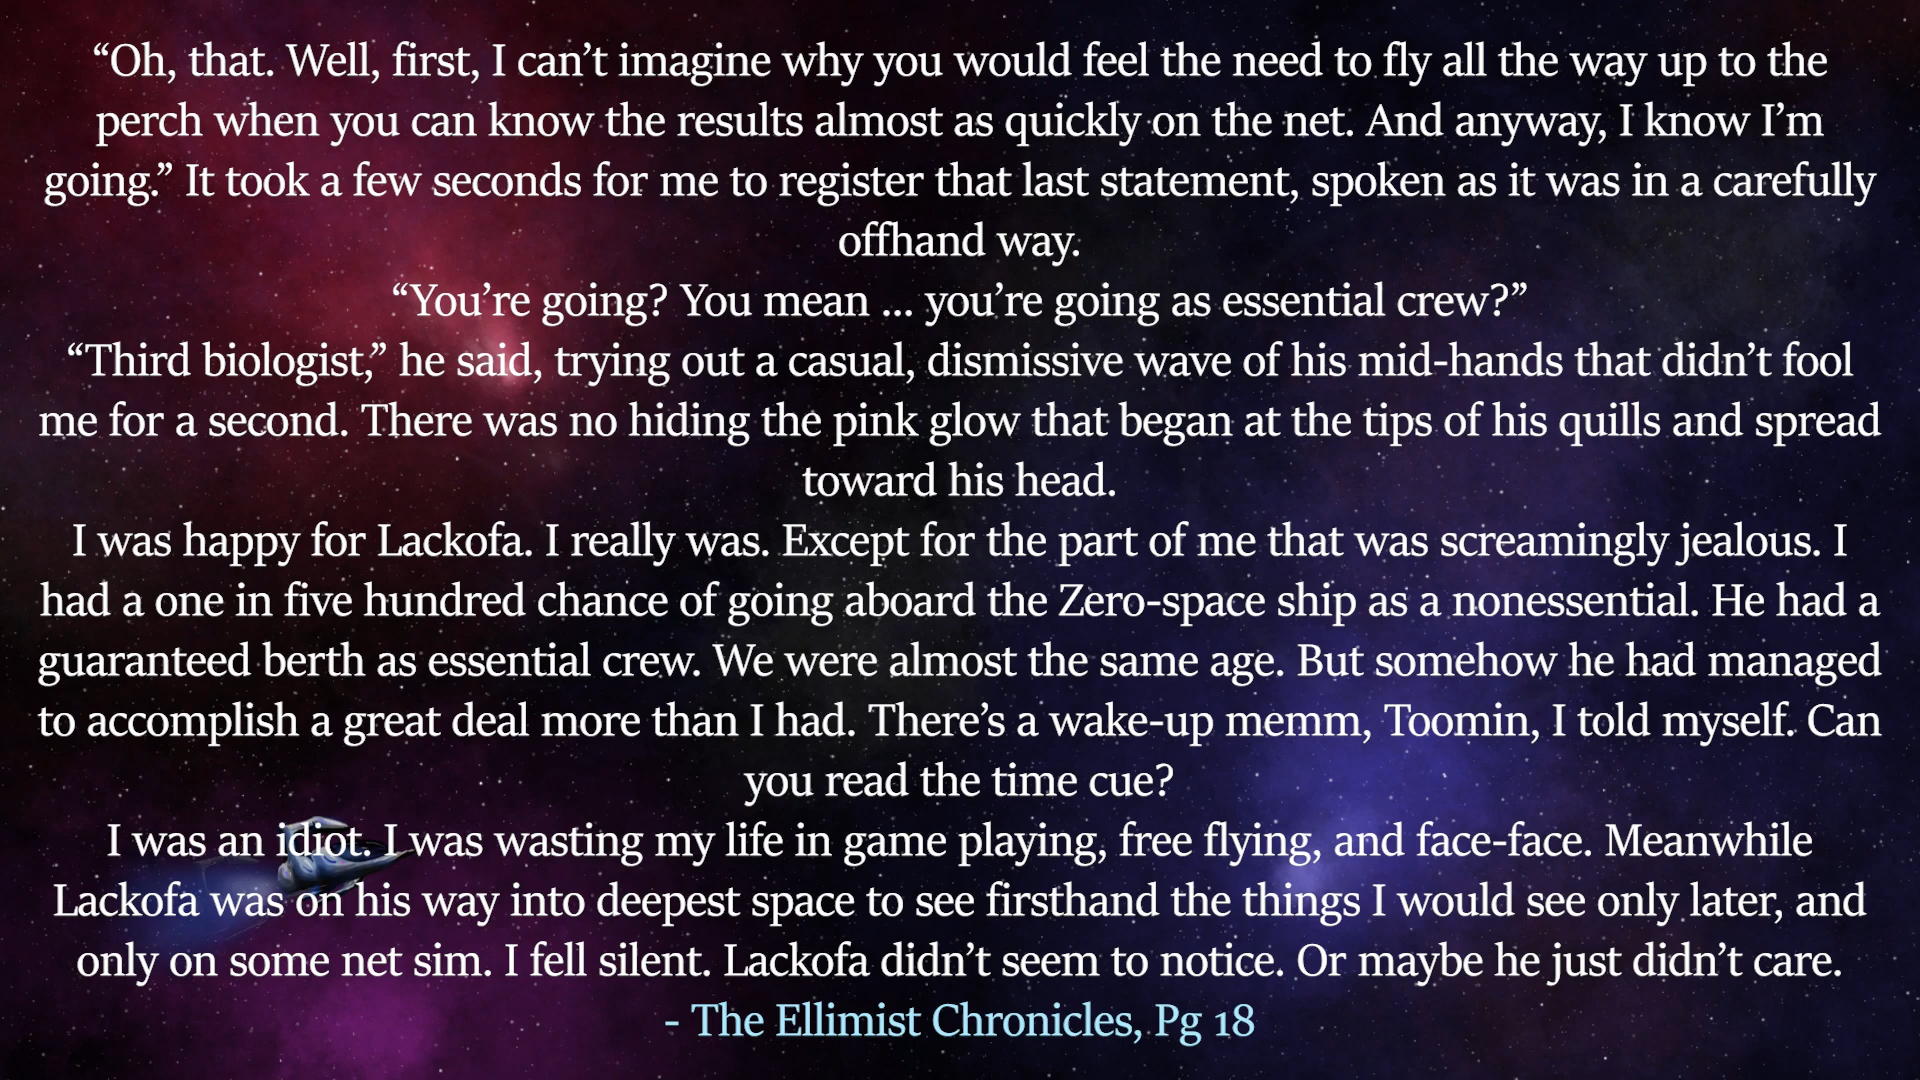 “Oh, that. Well, first, I can’t imagine why you would feel the need to fly all the way up to the
perch when you can know the results almost as quickly on the net. And anyway, I know I’m
going.” It took a few seconds for me to register that last statement, spoken as it was in a carefully
offhand way.
“You’re going? You mean ... you’re going as essential crew?”
“Third biologist,” he said, trying out a casual, dismissive wave of his mid-hands that didn’t fool
me for a second. There was no hiding the pink glow that began at the tips of his quills and spread
toward his head.
I was happy for Lackofa. I really was. Except for the part of me that was screamingly jealous. I
had a one in five hundred chance of going aboard the Zero-space ship as a nonessential. He had a
guaranteed berth as essential crew. We were almost the same age. But somehow he had managed
to accomplish a great deal more than I had. There’s a wake-up memm, Toomin, I told myself. Can
you read the time cue?
I was an idiot. I was wasting my life in game playing, free flying, and face-face. Meanwhile
Lackofa was on his way into deepest space to see firsthand the things I would see only later, and
only on some net sim. I fell silent. Lackofa didn’t seem to notice. Or maybe he just didn’t care.
- The Ellimist Chronicles, Pg 18